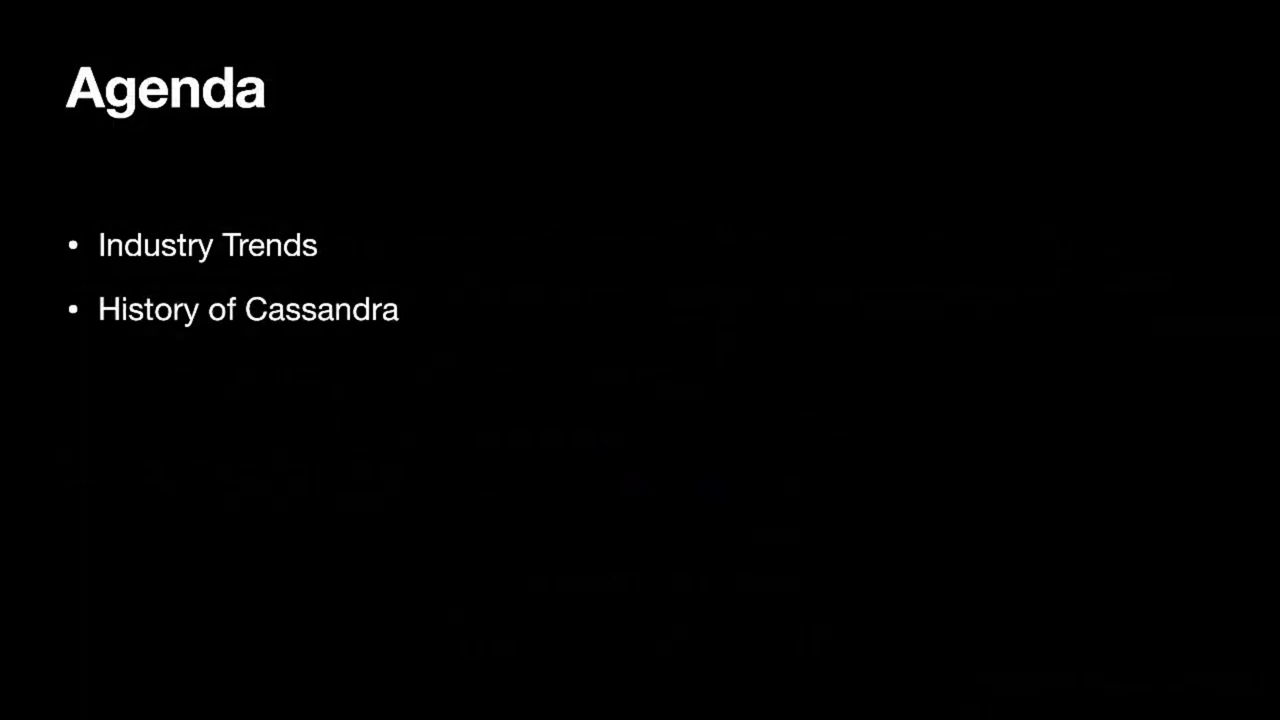 Agenda
• Industry Trends
• History of Cassandra